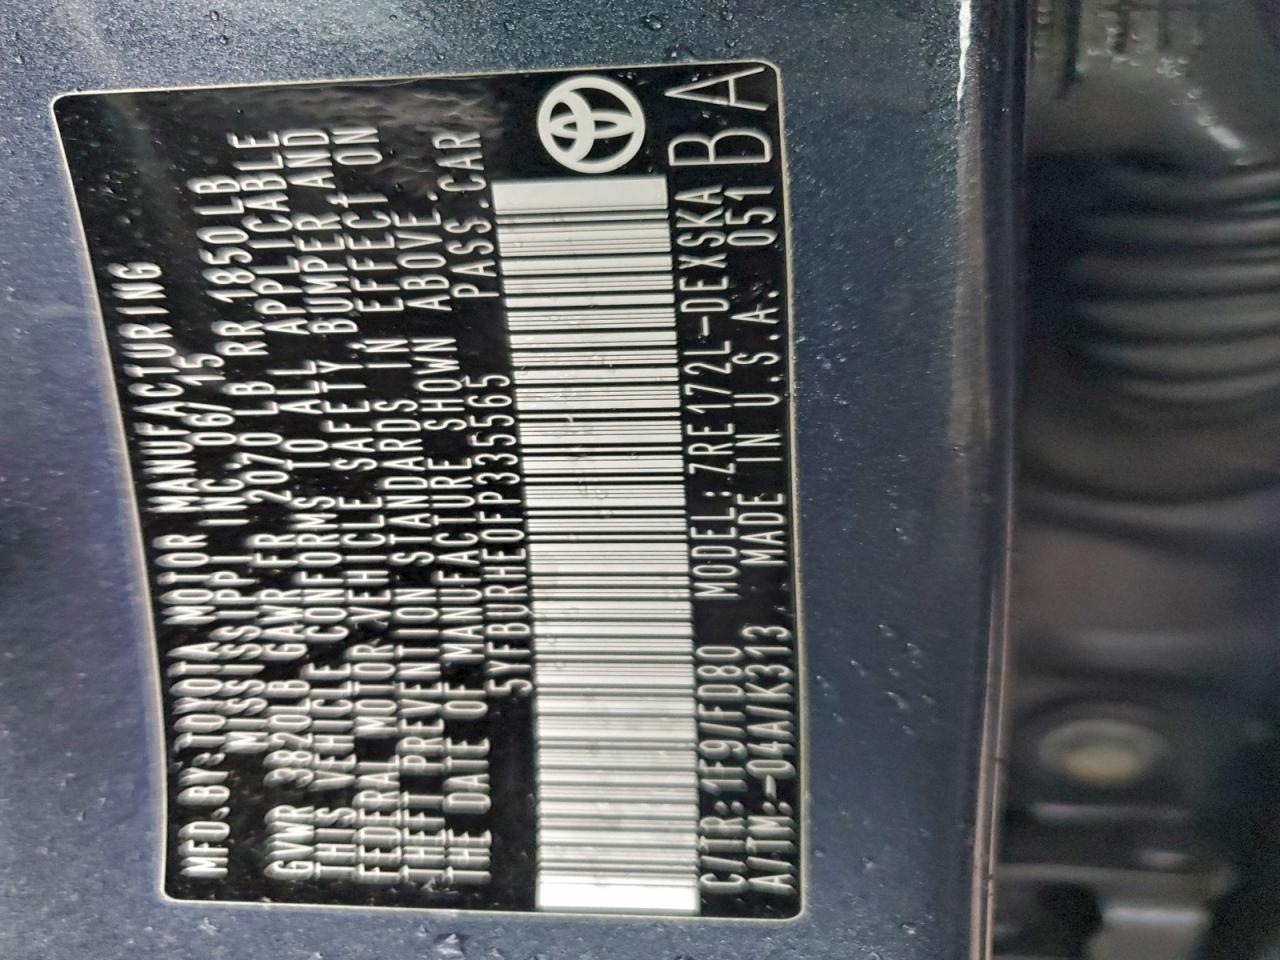 MFD.BY:TOYOTA MOTOR MANUFACTURING
MISSISSIPPI INC. 06/15
GVWR 3820LB GAWR FR 2070LB RR 1850LB
THIS VEHICLE CONFORMS TO ALL APPLICABLE
FEDERAL MOTOR VEHICLE SAFETY, BUMPER AND
THEFT PREVENTION STANDARDS IN EFFECT ON
THE DATE OF MANUFACTURE SHOWN ABOVE.
PASS.CAR
5YFBURHE0FP335565
C/TR:1F9/FD80 MODEL:ZRE172L-DEXSKA
A/TM:-04A/K313 MADE IN U.S.A. 051
BA
BA